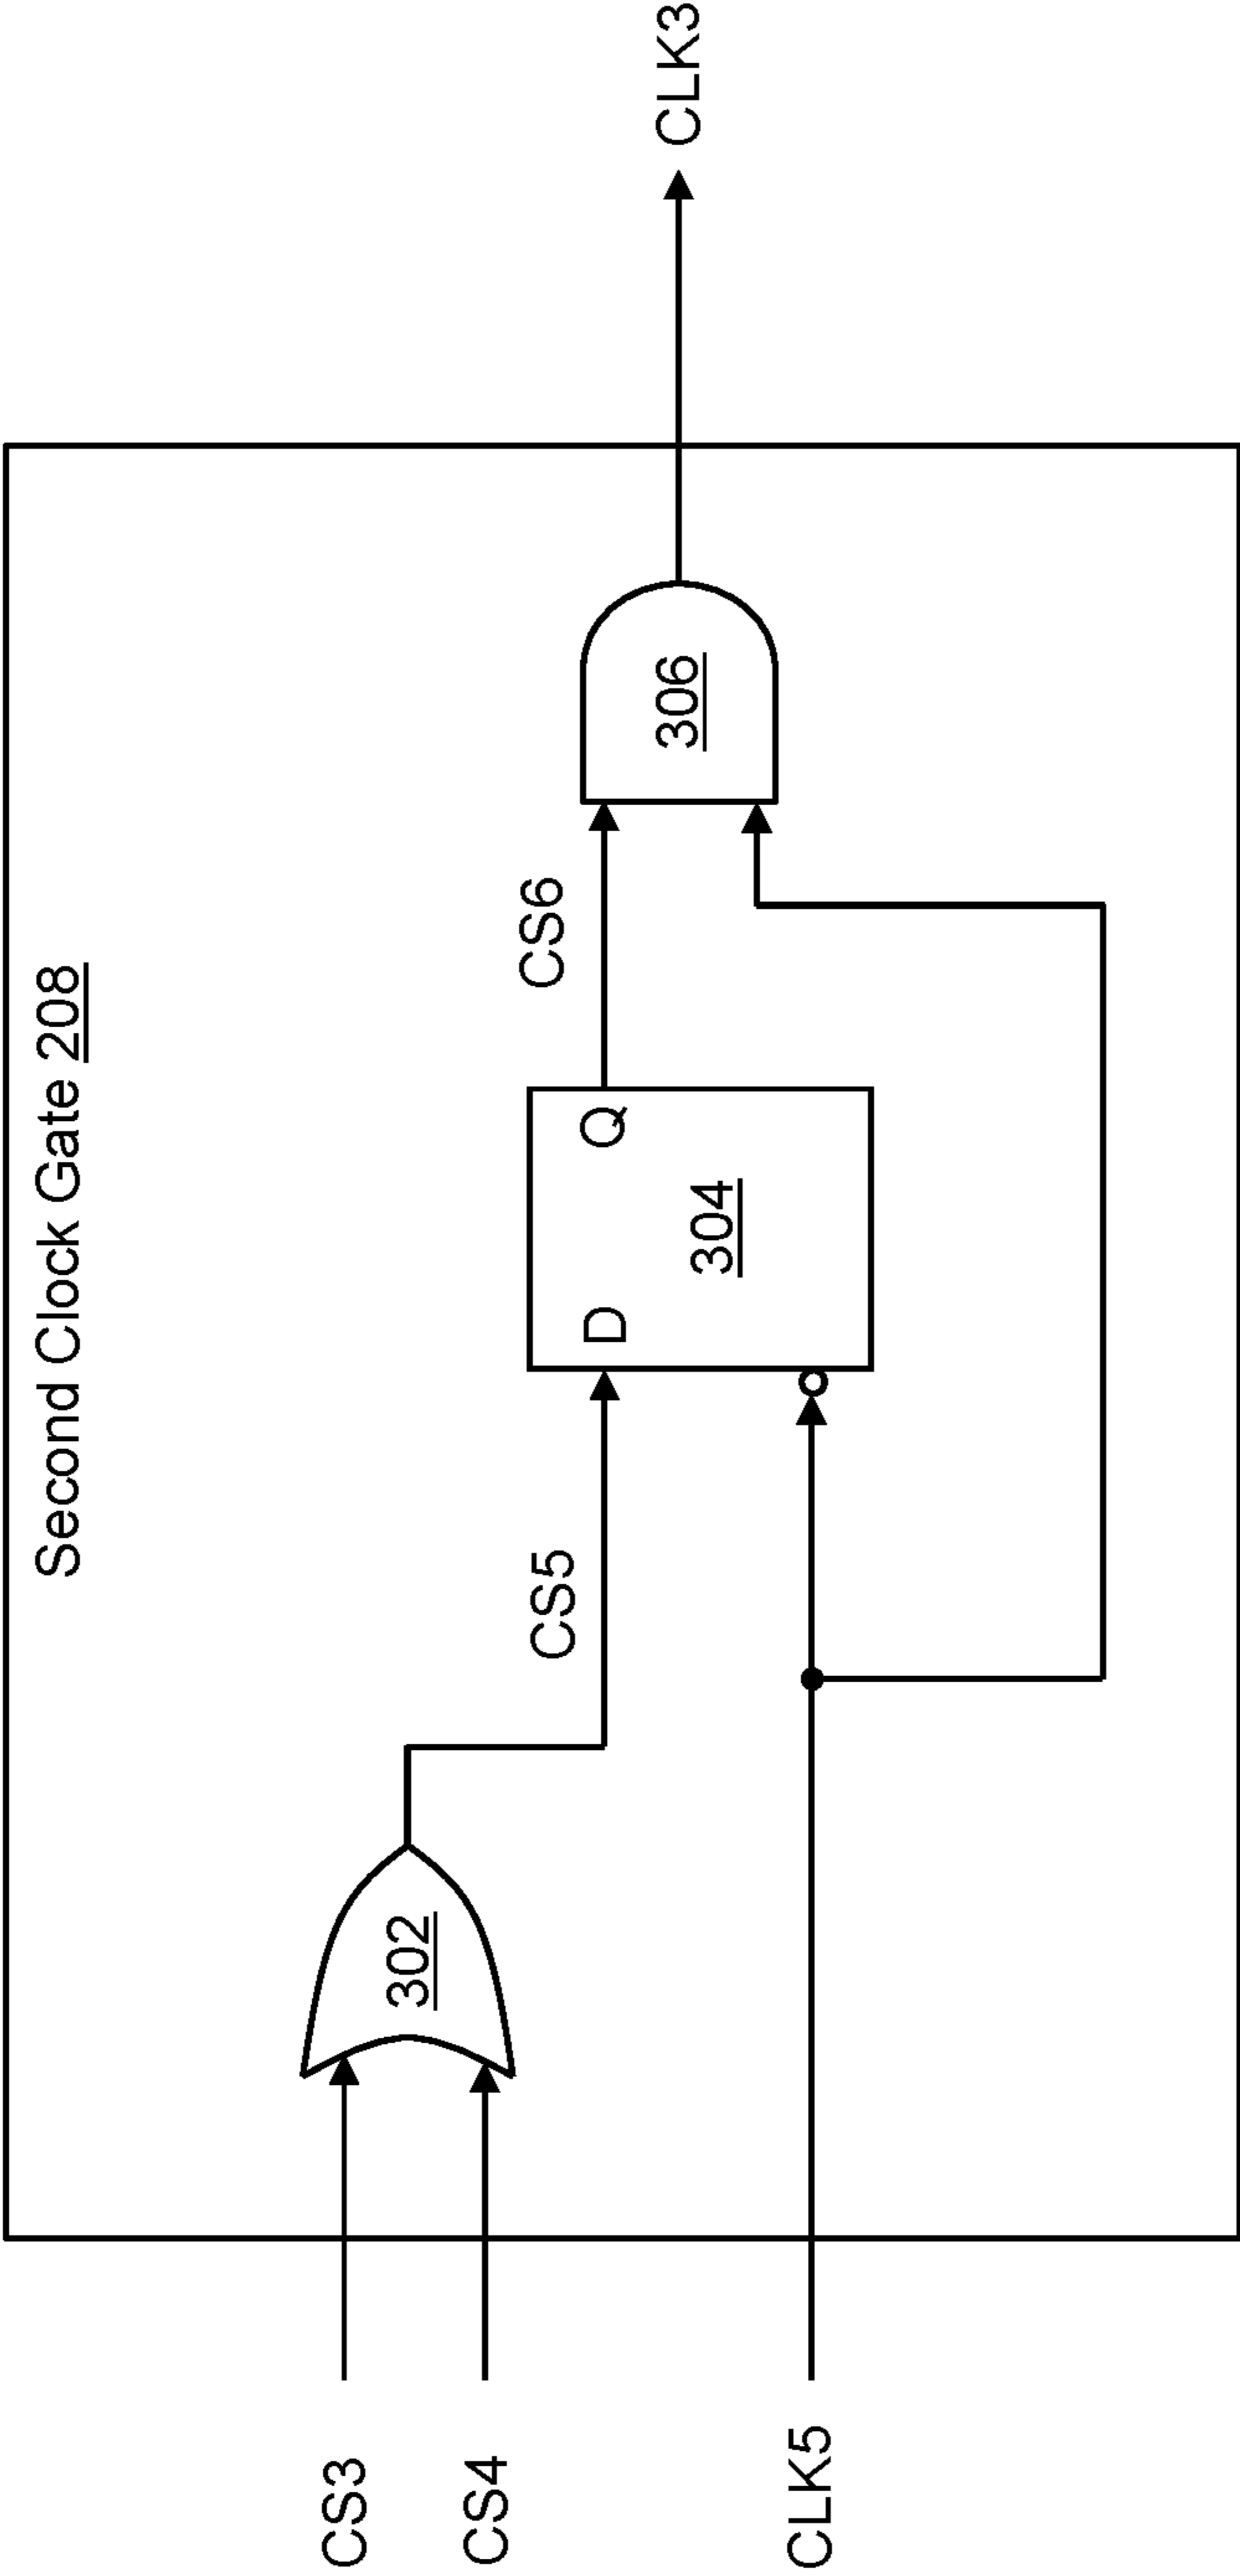 Second Clock Gate 208
CS3
CS4
302
CS5
D
Q
304
CS6
306
CLK3
CLK5